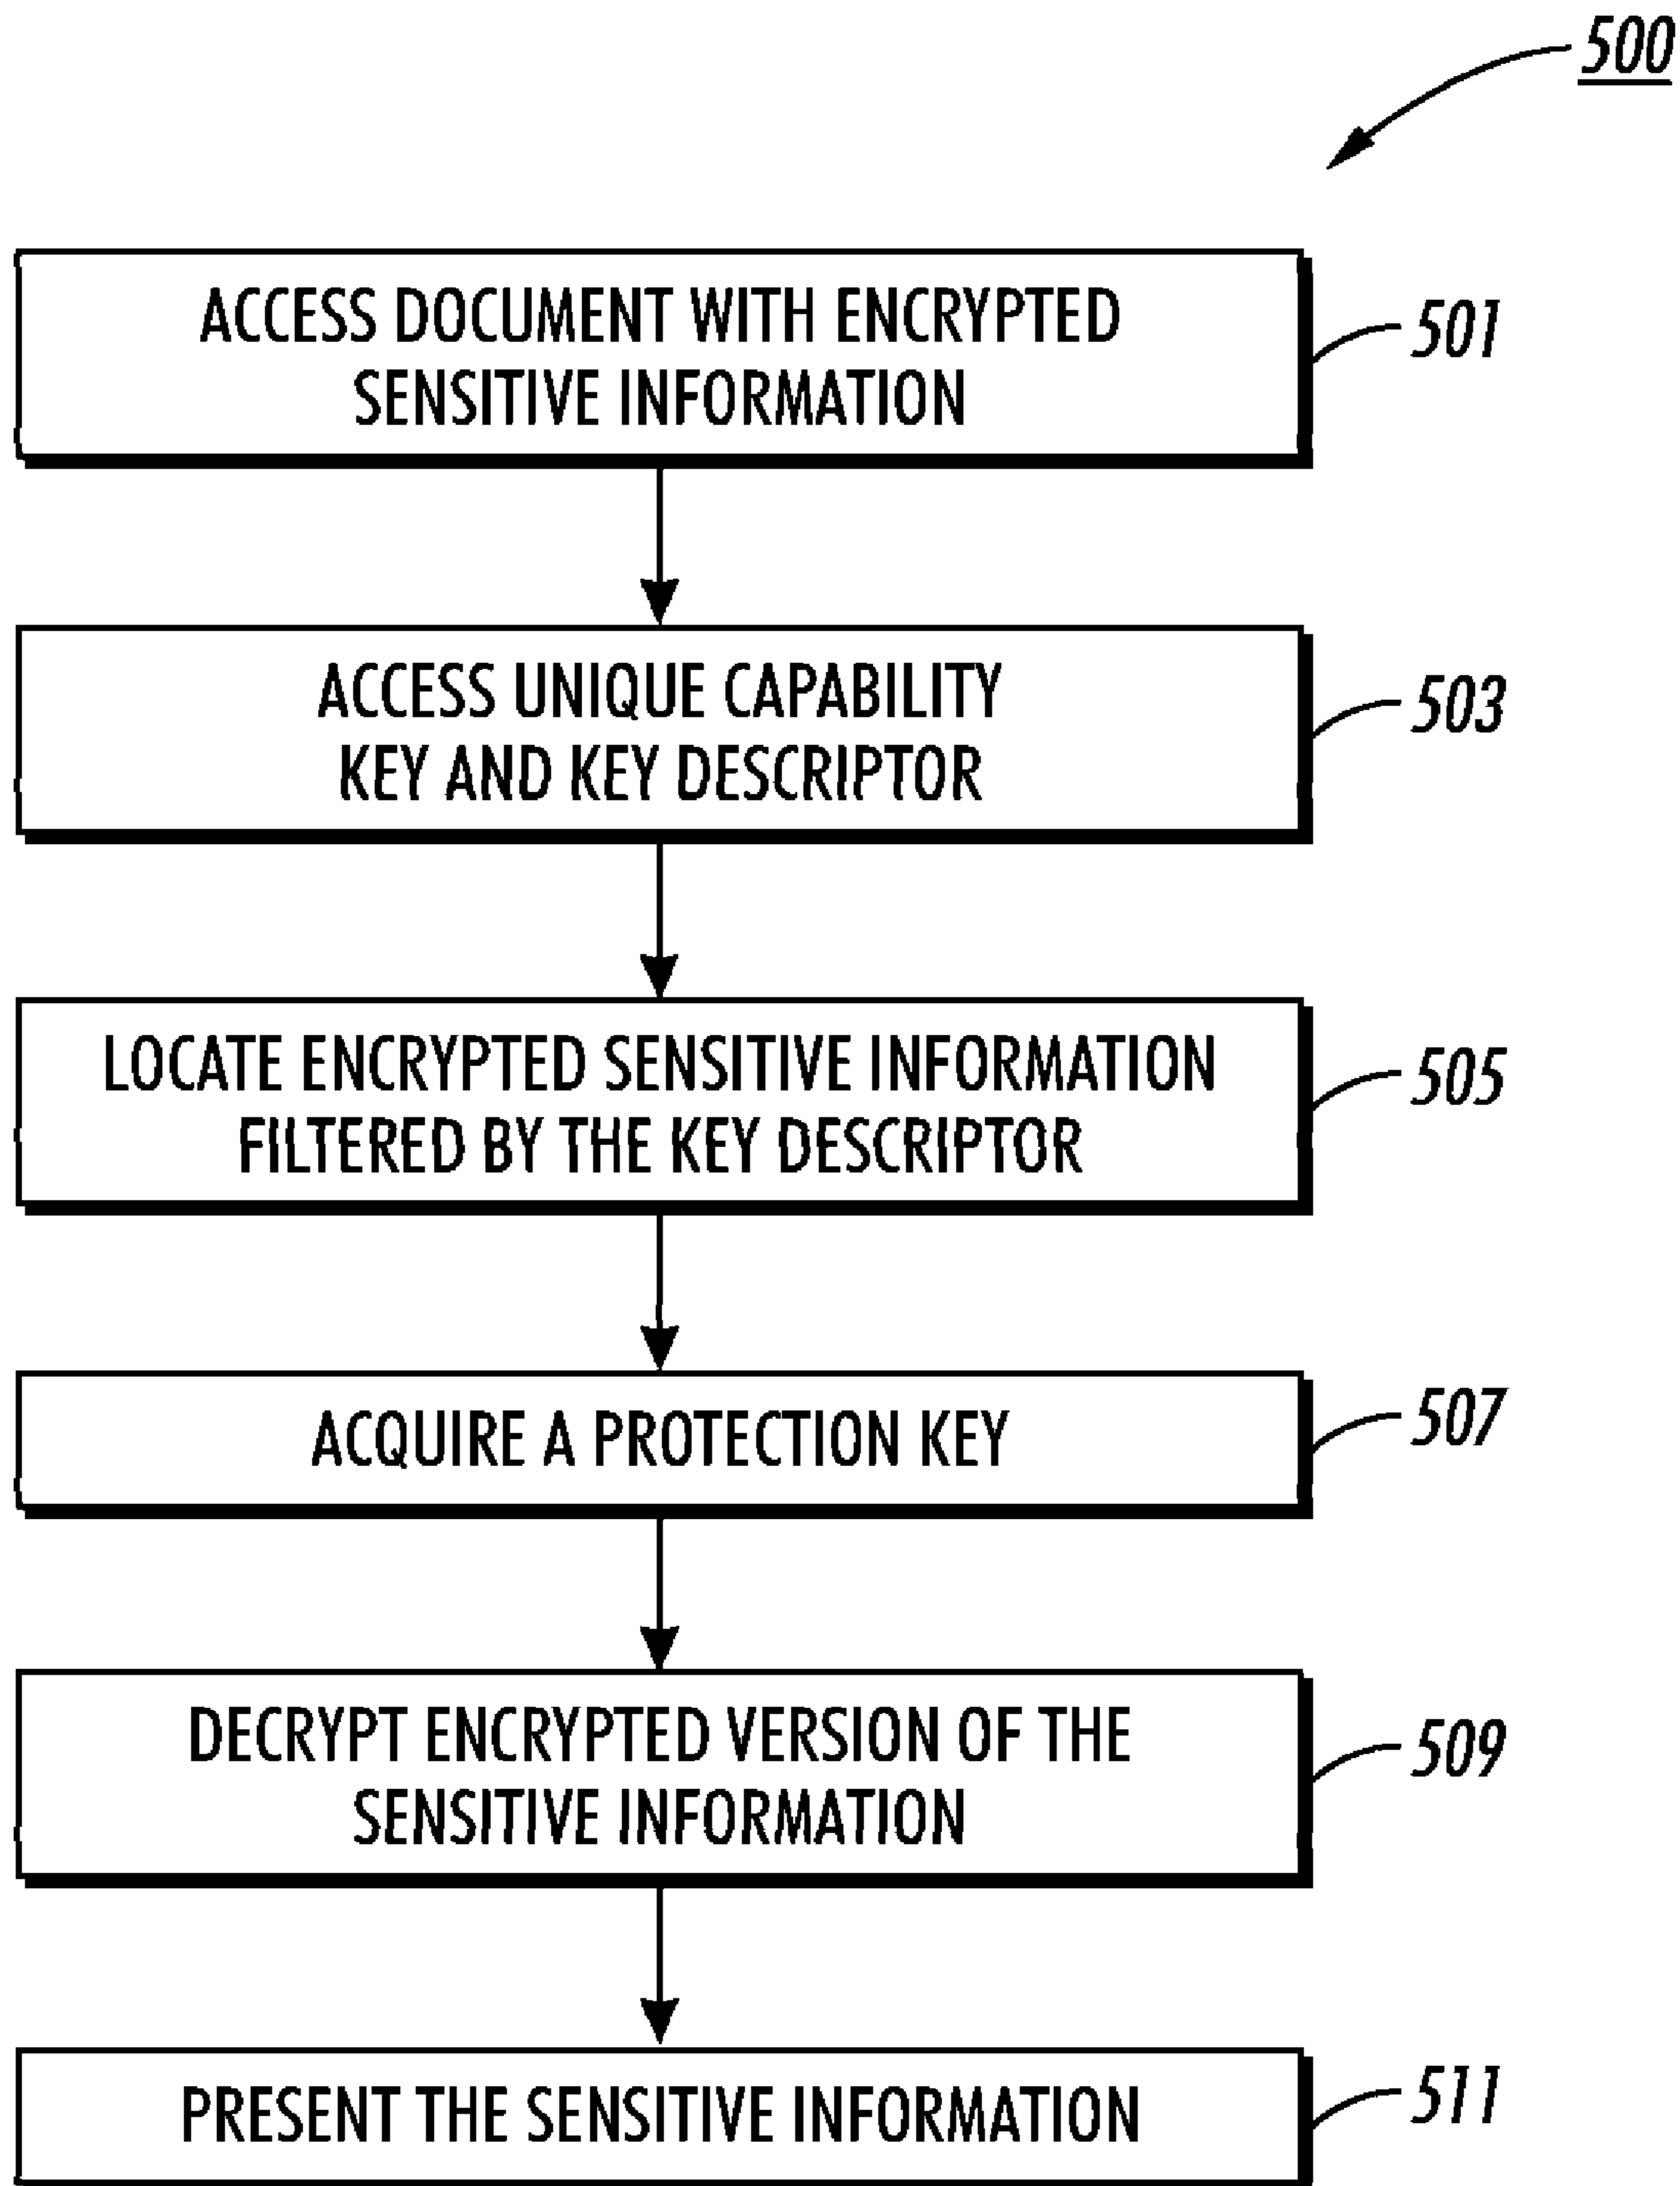 500
ACCESS DOCUMENT WITH ENCRYPTED
SENSITIVE INFORMATION
501
ACCESS UNIQUE CAPABILITY
KEY AND KEY DESCRIPTOR
503
LOCATE ENCRYPTED SENSITIVE INFORMATION
FILTERED BY THE KEY DESCRIPTOR
505
ACQUIRE A PROTECTION KEY
507
DECRYPT ENCRYPTED VERSION OF THE
SENSITIVE INFORMATION
509
PRESENT THE SENSITIVE INFORMATION
511